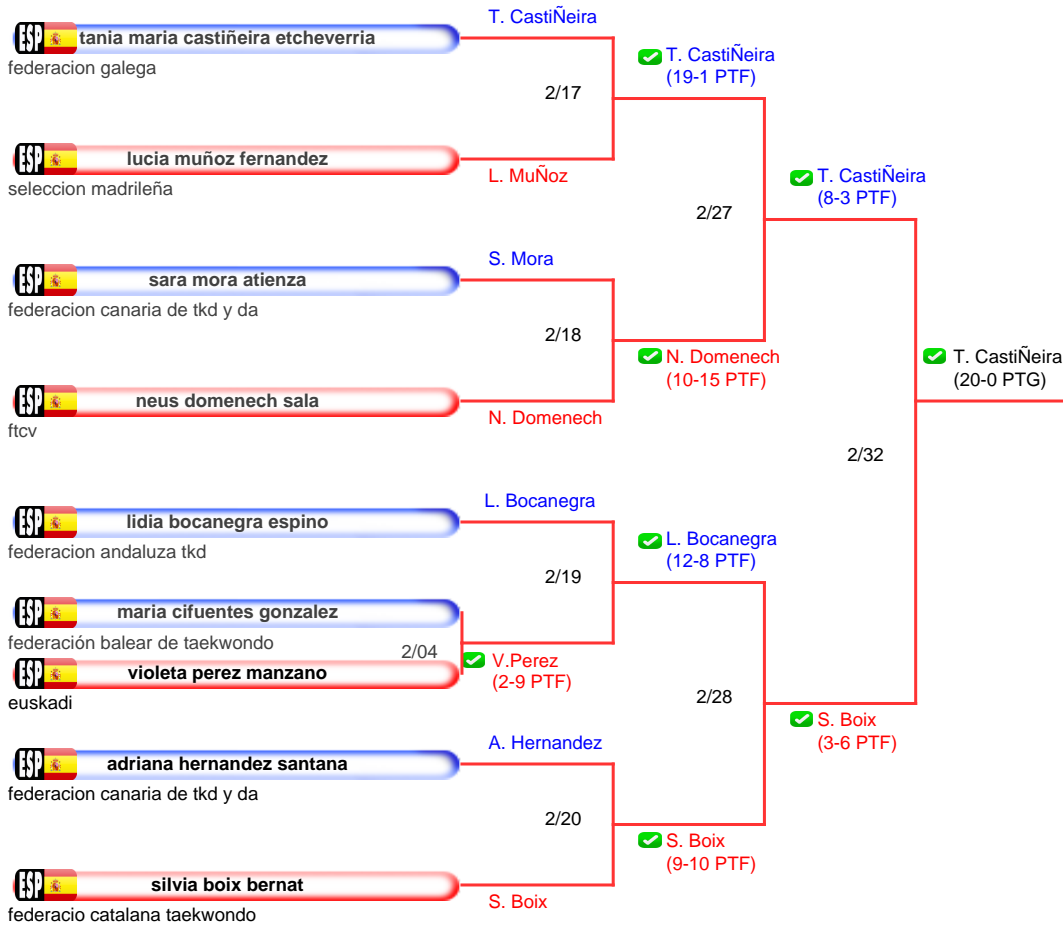 T. CastiÑeira
ESP tania maria castiñeira etcheverria
federacion galega
T. CastiÑeira
(19-1 PTF)
2/17
ESP lucia muñoz fernandez
L. MuÑoz
seleccion madrileña
T. CastiÑeira
(8-3 PTF)
2/27
S. Mora
ESP sara mora atienza
federacion canaria de tkd y da
2/18
N. Domenech
(10-15 PTF)
T. CastiÑeira
(20-0 PTG)
ESP neus domenech sala
N. Domenech
ftcv
2/32
L. Bocanegra
ESP lidia bocanegra espino
federacion andaluza tkd
L. Bocanegra
(12-8 PTF)
2/19
ESP maria cifuentes gonzalez
federación balear de taekwondo
2/04
V.Perez
(2-9 PTF)
ESP violeta perez manzano
euskadi
2/28
S. Boix
(3-6 PTF)
A. Hernandez
ESP adriana hernandez santana
federacion canaria de tkd y da
2/20
S. Boix
(9-10 PTF)
ESP silvia boix bernat
S. Boix
federacio catalana taekwondo